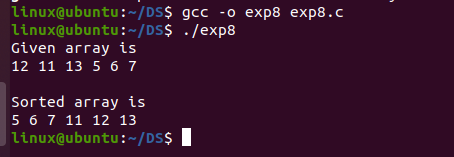 linux@ubuntu:~/DS$ gcc -o exp8 exp8.c
linux@ubuntu:~/DS$ ./exp8
Given array is
12 11 13 5 6 7
Sorted array is
5 6 7 11 12 13
linux@ubuntu:~/DS$